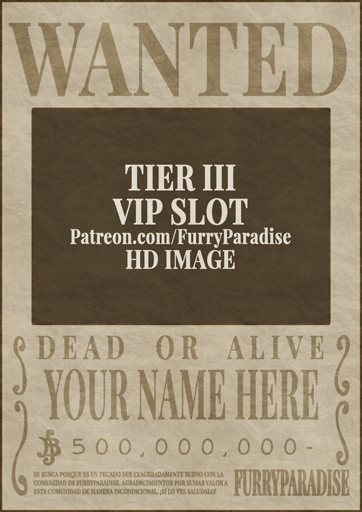 WANTED
TIER III
VIP SLOT
Patreon.com/FurryParadise
HD IMAGE
DEAD OR ALIVE
YOUR NAME HERE
฿ 500,000,000-
SE BUSCA PORQUE ES UN PECADO SER EXAGERADAMENTE BUENO CON LA
COMUNIDAD DE FURRYPARADISE. AGRADECIMIENTOS POR SUMAR VALOR A
ESTA COMUNIDAD DE MANERA INCONDICIONAL. ¡SI LO VES SALUDALO!
FURRYPARADISE